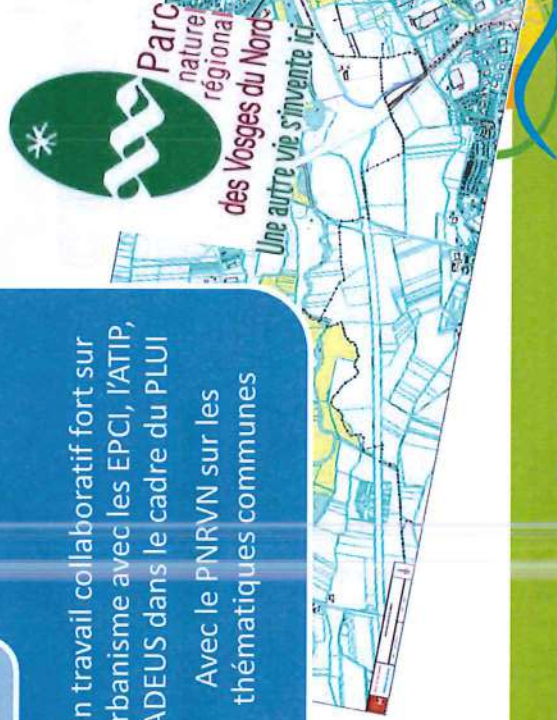 n travail collaboratif fort sur
rbanisme avec les EPCI, l'ATIP,
ADEUS dans le cadre du PLUI
Avec le PNRVN sur les
thématiques communes
Parc
naturel
régional
des Vosges du Nord
Une autre vie s'invente ici